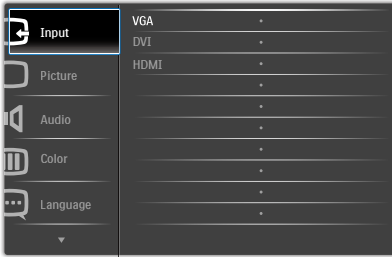 Input
Picture
Audio
Color
Language
VGA
DVI
HDMI